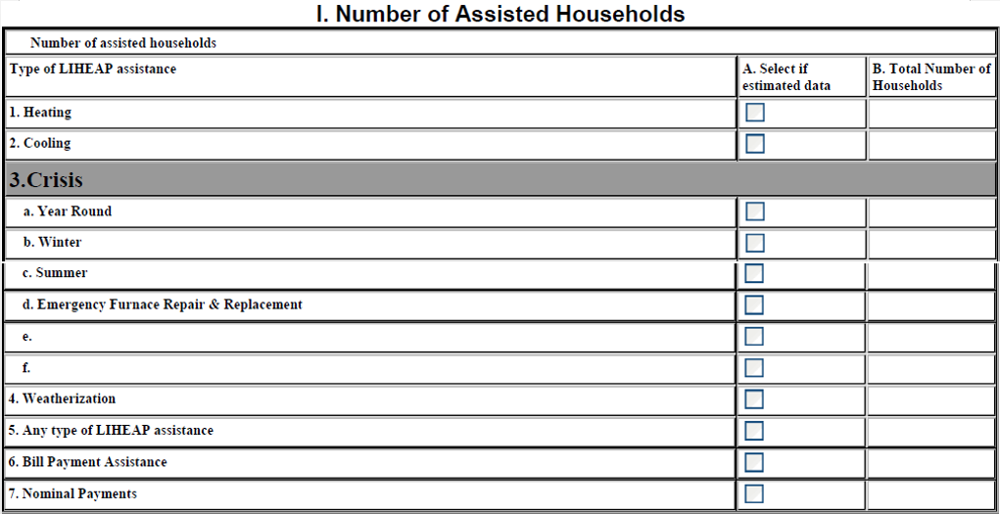 I. Number of Assisted Households
Number of assisted households
Type of LIHEAP assistance
A. Select if
estimated data
B. Total Number of
Households
1. Heating
2. Cooling
3.Crisis
a. Year Round
b. Winter
c. Summer
d. Emergency Furnace Repair & Replacement
e.
f.
4. Weatherization
5. Any type of LIHEAP assistance
6. Bill Payment Assistance
7. Nominal Payments